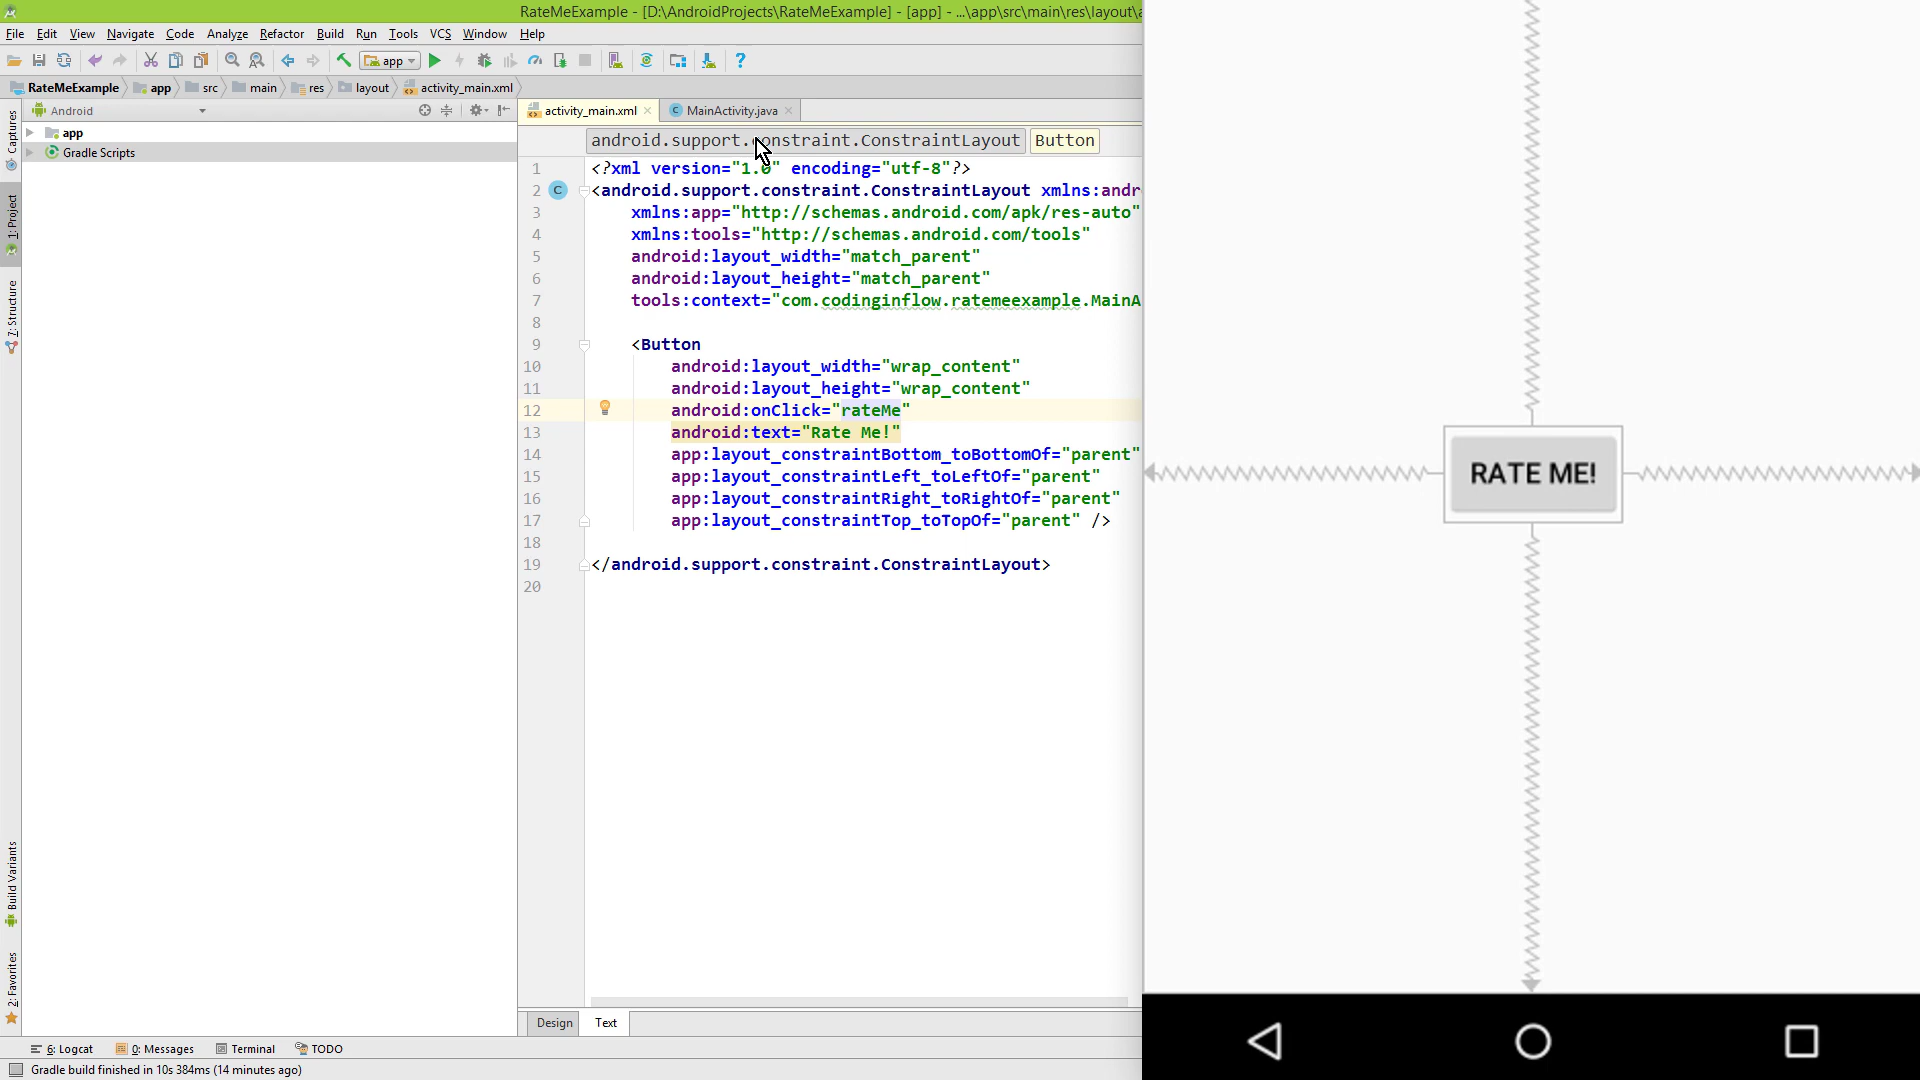 RateMeExample - [D:\AndroidProjects\RateMeExample] - [app] - ...\app\src\main\res\layout\a
File Edit View Navigate Code Analyze Refactor Build Run Tools VCS Window Help
app
RateMeExample app src main res layout activity_main.xml
Android
activity_main.xml MainActivity.java
app
Gradle Scripts
Captures
1: Project
7: Structure
Build Variants
2: Favorites
android.support.constraint.ConstraintLayout Button
1 <?xml version="1.0" encoding="utf-8"?>
2 C <android.support.constraint.ConstraintLayout xmlns:andr
3 xmlns:app="http://schemas.android.com/apk/res-auto"
4 xmlns:tools="http://schemas.android.com/tools"
5 android:layout_width="match_parent"
6 android:layout_height="match_parent"
7 tools:context="com.codinginflow.ratemeexample.MainA
8
9 <Button
10 android:layout_width="wrap_content"
11 android:layout_height="wrap_content"
12 android:onClick="rateMe"
13 android:text="Rate Me!"
14 app:layout_constraintBottom_toBottomOf="parent"
15 app:layout_constraintLeft_toLeftOf="parent"
16 app:layout_constraintRight_toRightOf="parent"
17 app:layout_constraintTop_toTopOf="parent" />
18
19 </android.support.constraint.ConstraintLayout>
20
RATE ME!
Design Text
6: Logcat 0: Messages Terminal TODO
Gradle build finished in 10s 384ms (14 minutes ago)